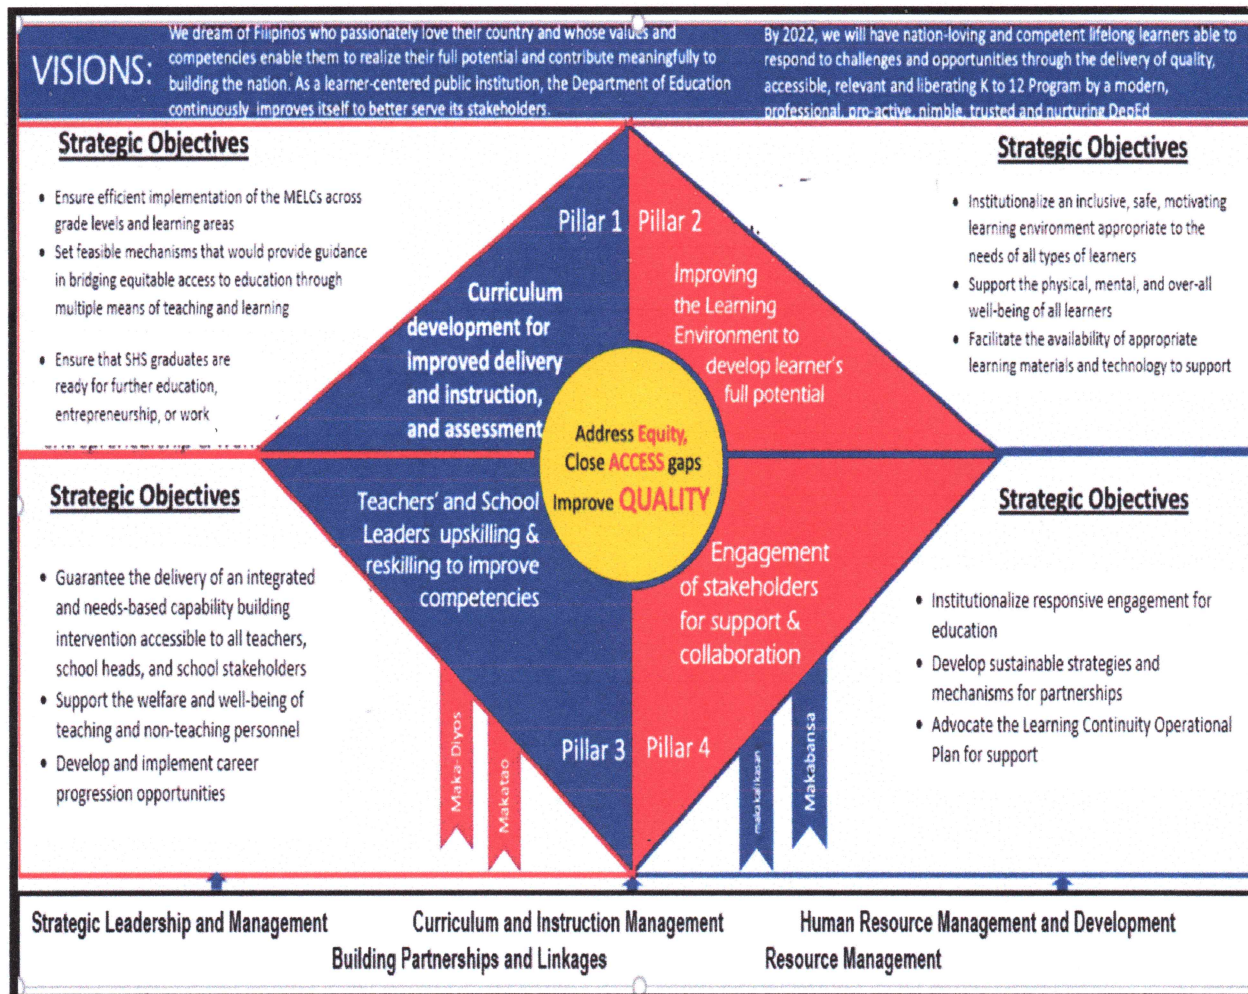 VISIONS:
We dream of Filipinos who passionately love their country and whose values and
competencies enable them to realize their full potential and contribute meaningfully to
building the nation. As a learner-centered public institution, the Department of Education
continuously improves itself to better serve its stakeholders.
By 2022, we will have nation-loving and competent lifelong learners able to
respond to challenges and opportunities through the delivery of quality,
accessible, relevant and liberating K to 12 Program by a modern,
professional, pro-active, nimble, trusted and nurturing DepEd
Strategic Objectives
• Ensure efficient implementation of the MELCs across
grade levels and learning areas
• Set feasible mechanisms that would provide guidance
in bridging equitable access to education through
multiple means of teaching and learning
• Ensure that SHS graduates are
ready for further education,
entrepreneurship, or work
Pillar 1
Curriculum
development for
improved delivery
and instruction,
and assessment
Pillar 2
Improving
the Learning
Environment to
develop learner's
full potential
Strategic Objectives
• Institutionalize an inclusive, safe, motivating
learning environment appropriate to the
needs of all types of learners
• Support the physical, mental, and over-all
well-being of all learners
• Facilitate the availability of appropriate
learning materials and technology to support
Address Equity,
Close ACCESS gaps
Improve QUALITY
Strategic Objectives
• Guarantee the delivery of an integrated
and needs-based capability building
intervention accessible to all teachers,
school heads, and school stakeholders
• Support the welfare and well-being of
teaching and non-teaching personnel
• Develop and implement career
progression opportunities
Teachers' and School
Leaders upskilling &
reskilling to improve
competencies
Pillar 3
Engagement
of stakeholders
for support &
collaboration
Pillar 4
Strategic Objectives
• Institutionalize responsive engagement for
education
• Develop sustainable strategies and
mechanisms for partnerships
• Advocate the Learning Continuity Operational
Plan for support
Maka-Diyos
Makatao
makakalikasan
Makabansa
Strategic Leadership and Management
Curriculum and Instruction Management
Human Resource Management and Development
Building Partnerships and Linkages
Resource Management